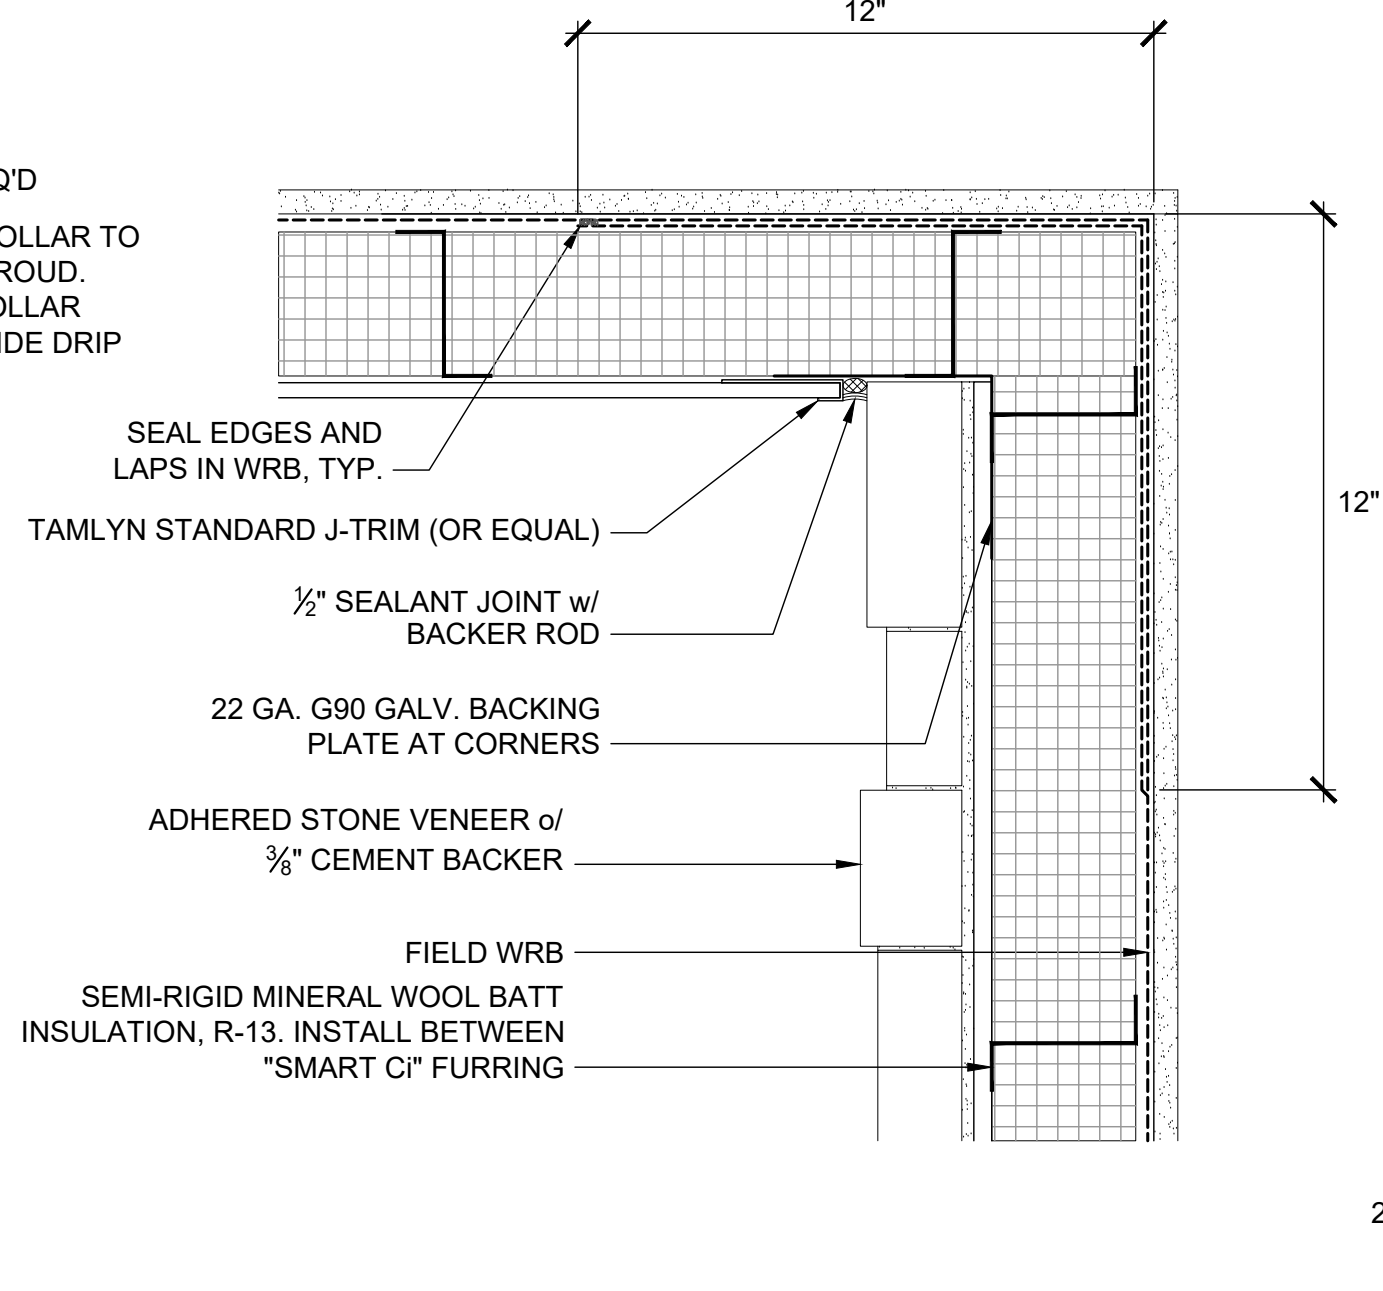 12"
Q'D
OLLAR TO
ROUD.
OLLAR
IDE DRIP
SEAL EDGES AND
LAPS IN WRB, TYP.
TAMLYN STANDARD J-TRIM (OR EQUAL)
12"
½" SEALANT JOINT w/
BACKER ROD
22 GA. G90 GALV. BACKING
PLATE AT CORNERS
ADHERED STONE VENEER o/
⅜" CEMENT BACKER
FIELD WRB
SEMI-RIGID MINERAL WOOL BATT
INSULATION, R-13. INSTALL BETWEEN
"SMART Ci" FURRING
2